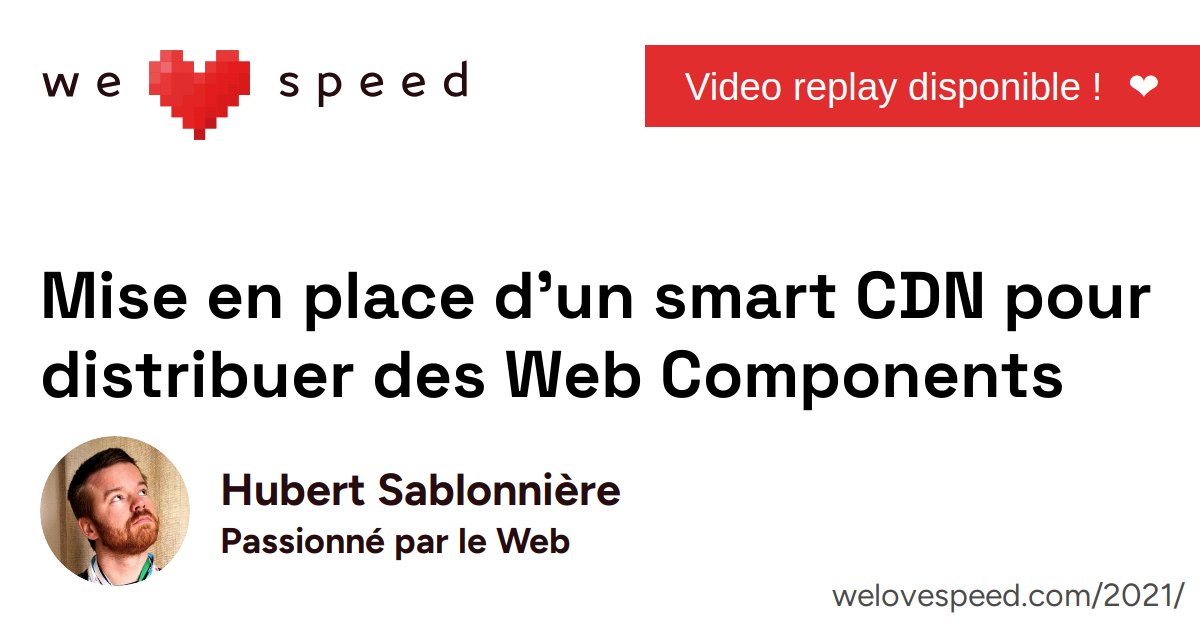 we ❤ speed
Video replay disponible ! ❤
Mise en place d’un smart CDN pour
distribuer des Web Components
Hubert Sablonnière
Passionné par le Web
welovespeed.com/2021/